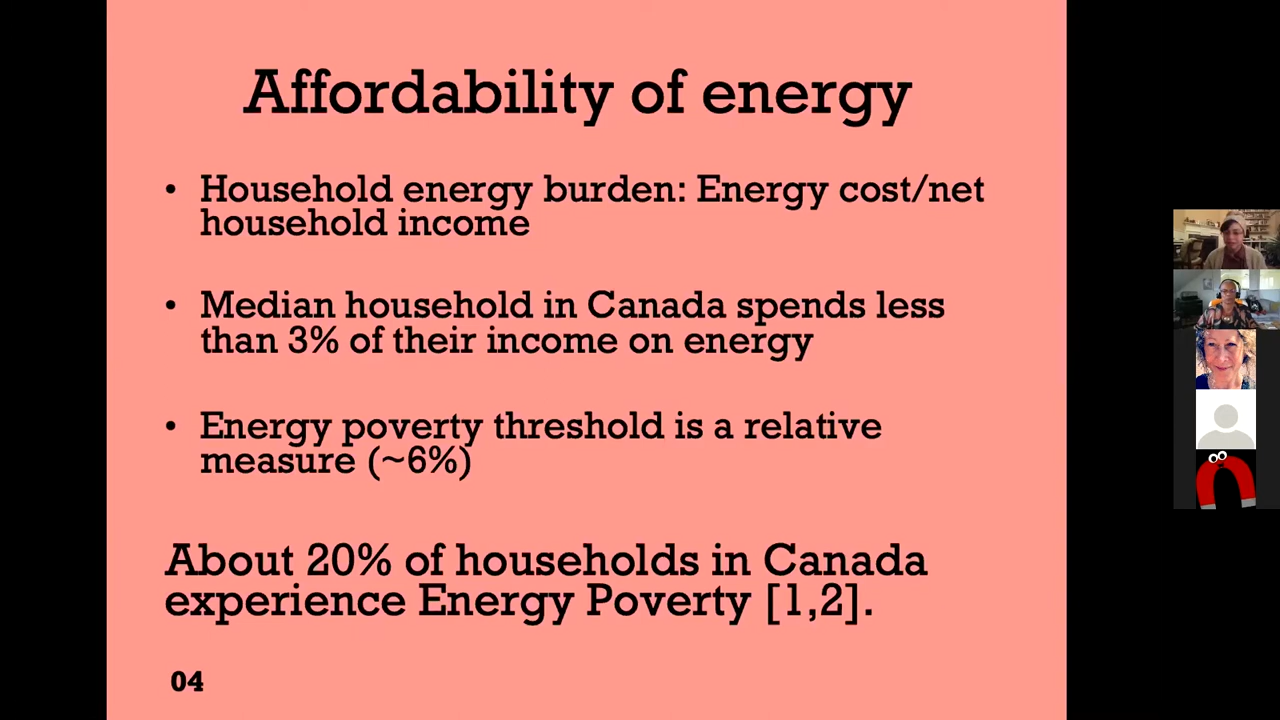 Affordability of energy
• Household energy burden: Energy cost/net
household income
• Median household in Canada spends less
than 3% of their income on energy
• Energy poverty threshold is a relative
measure (~6%)
About 20% of households in Canada
experience Energy Poverty [1,2].
04